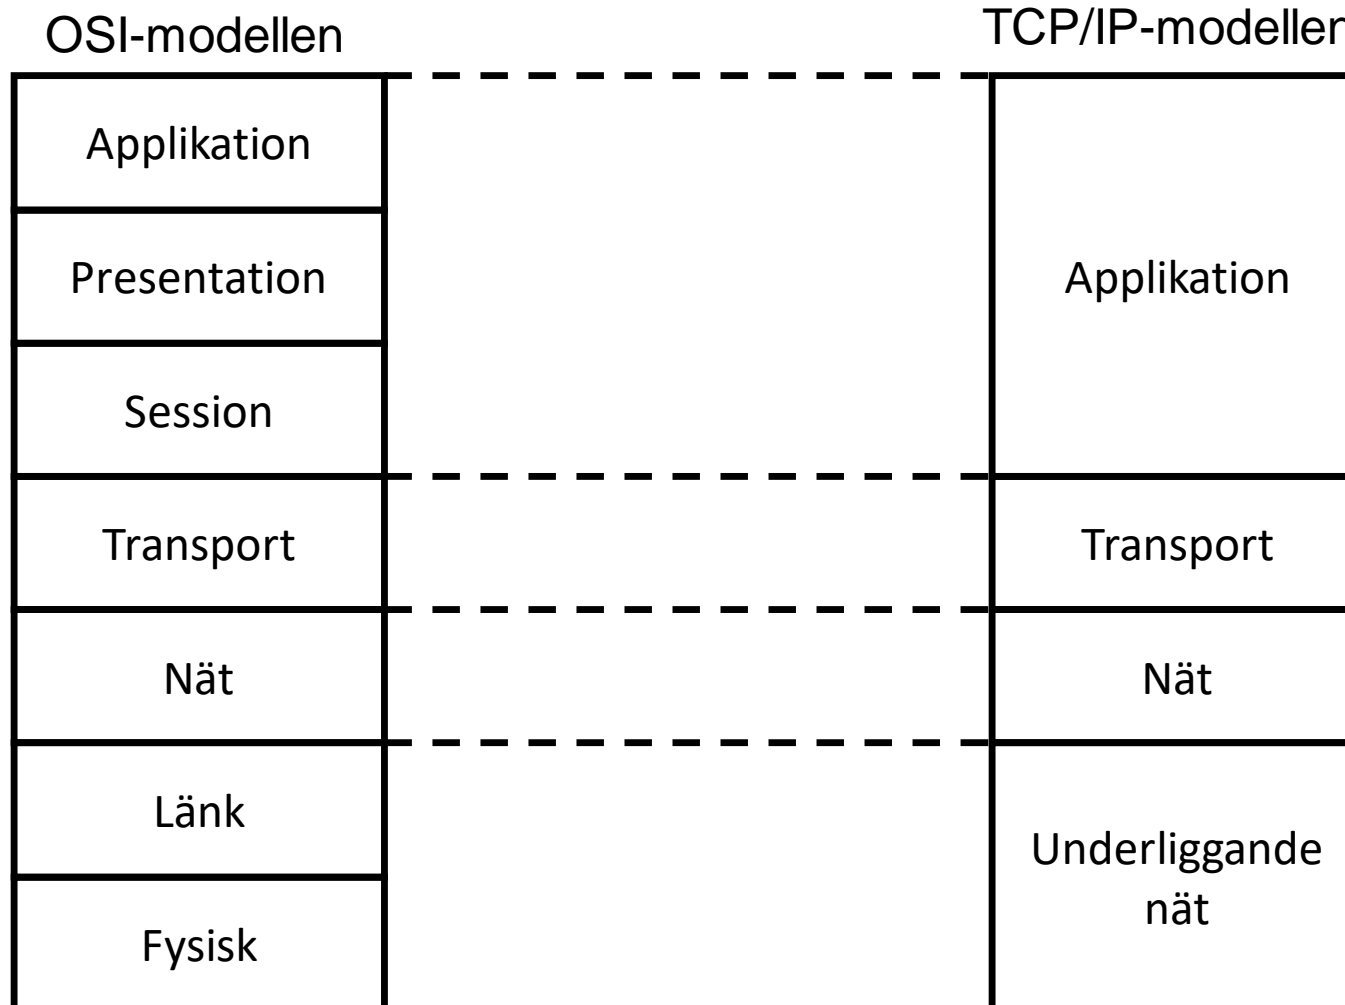 OSI-modellen
TCP/IP-modellen
Applikation
Presentation
Session
Transport
Nät
Länk
Fysisk
Applikation
Transport
Nät
Underliggande
nät